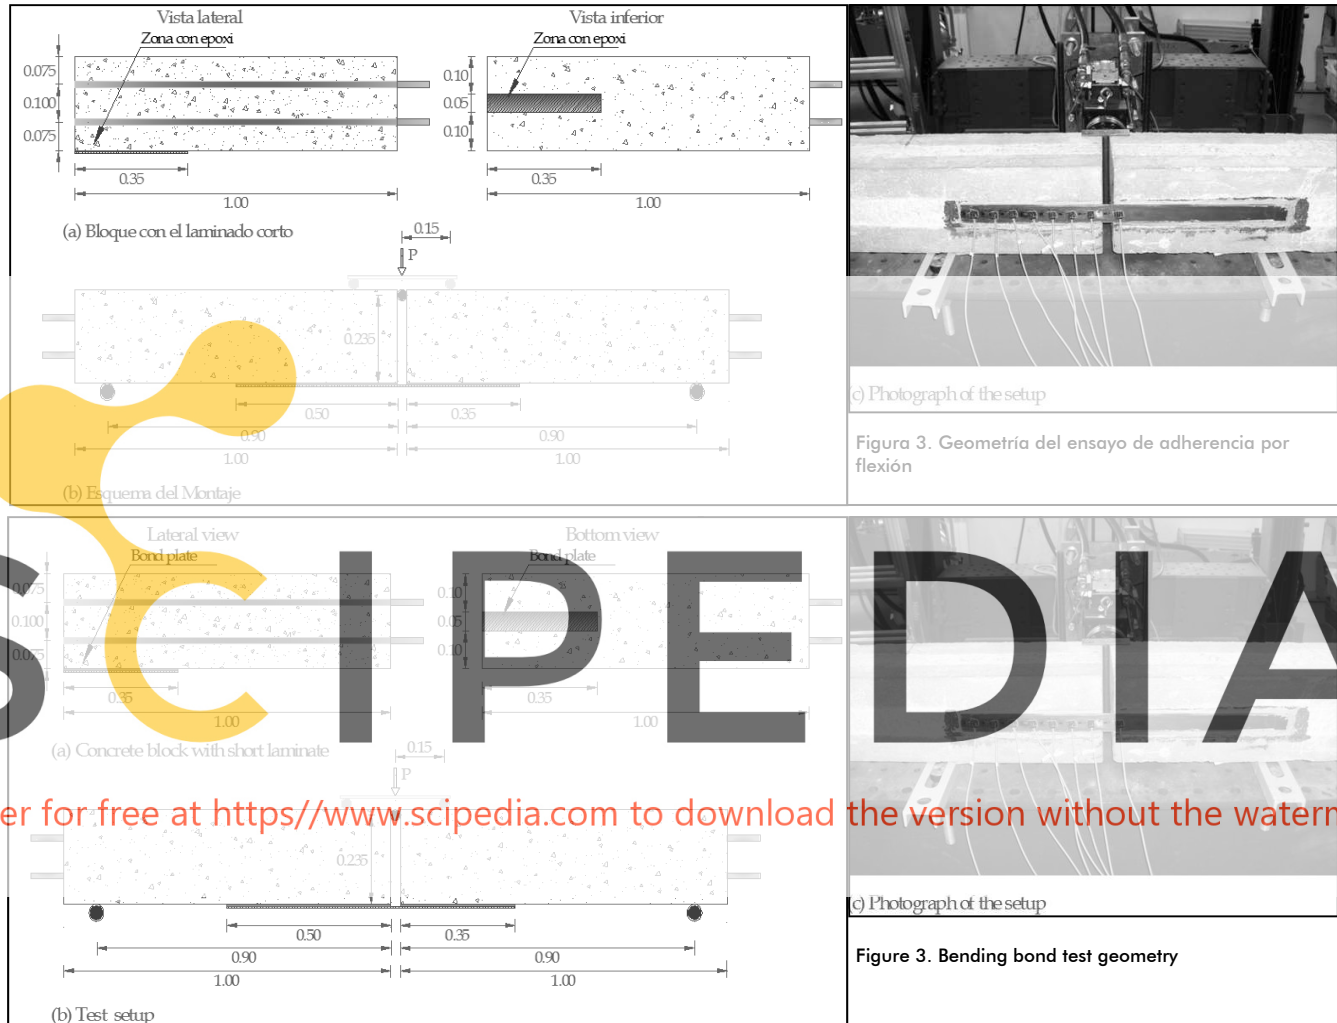 Vista lateral
Zona con epoxi
0.075
0.100
0.075
0.35
1.00
(a) Bloque con el laminado corto
Vista inferior
Zona con epoxi
0.10
0.05
0.10
0.35
1.00
0.15
P
0.235
0.50
0.35
0.90
0.90
1.00
1.00
(b) Esquema del Montaje
(c) Photograph of the setup
Figura 3. Geometría del ensayo de adherencia por
flexión
Lateral view
Bond plate
0.075
0.100
0.075
0.35
1.00
(a) Concrete block with short laminate
Bottom view
Bond plate
0.10
0.05
0.10
0.35
1.00
SCIPEDIA
0.15
P
er for free at https//www.scipedia.com to download the version without the waterm
0.235
0.50
0.35
0.90
0.90
1.00
1.00
(b) Test setup
(c) Photograph of the setup
Figure 3. Bending bond test geometry